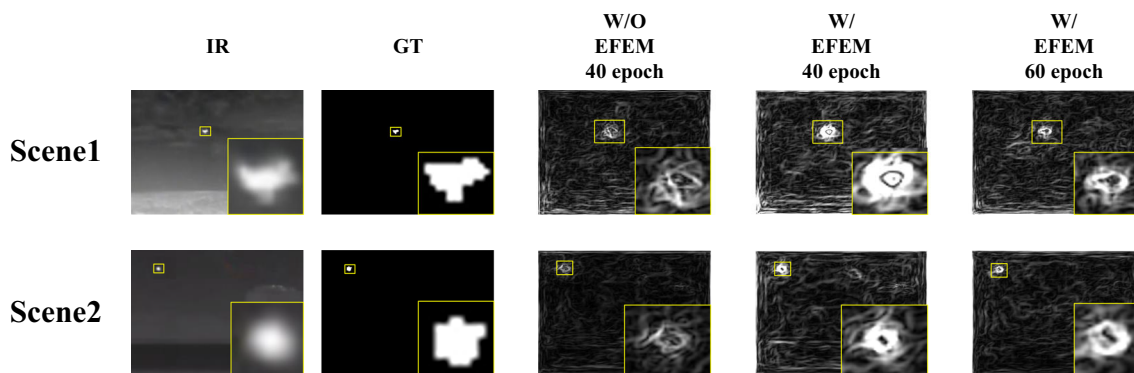 IR
GT
W/O
EFEM
40 epoch
W/
EFEM
40 epoch
W/
EFEM
60 epoch
Scene1
Scene2